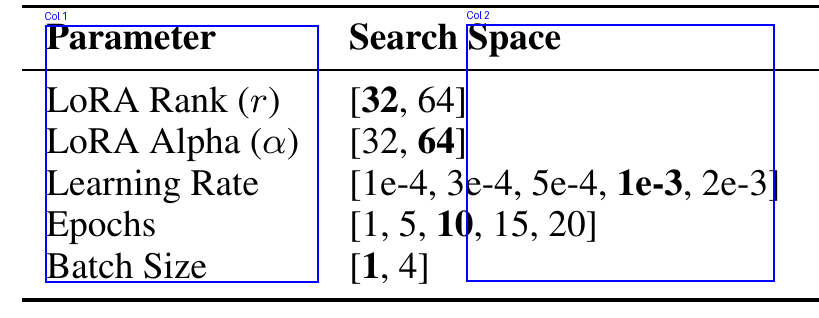 Col 1 Col 2
Parameter Search Space
LoRA Rank (r) [32, 64]
LoRA Alpha (α) [32, 64]
Learning Rate [1e-4, 3e-4, 5e-4, 1e-3, 2e-3]
Epochs [1, 5, 10, 15, 20]
Batch Size [1, 4]